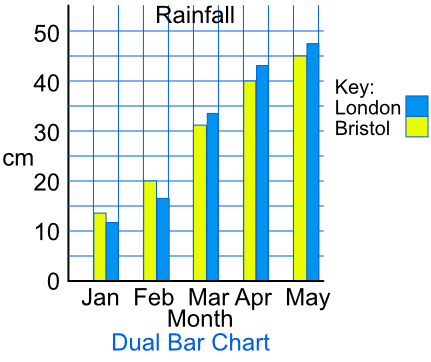 Rainfall
50
40
30
cm
20
10
0
Key:
London
Bristol
Jan Feb Mar Apr May
Month
Dual Bar Chart